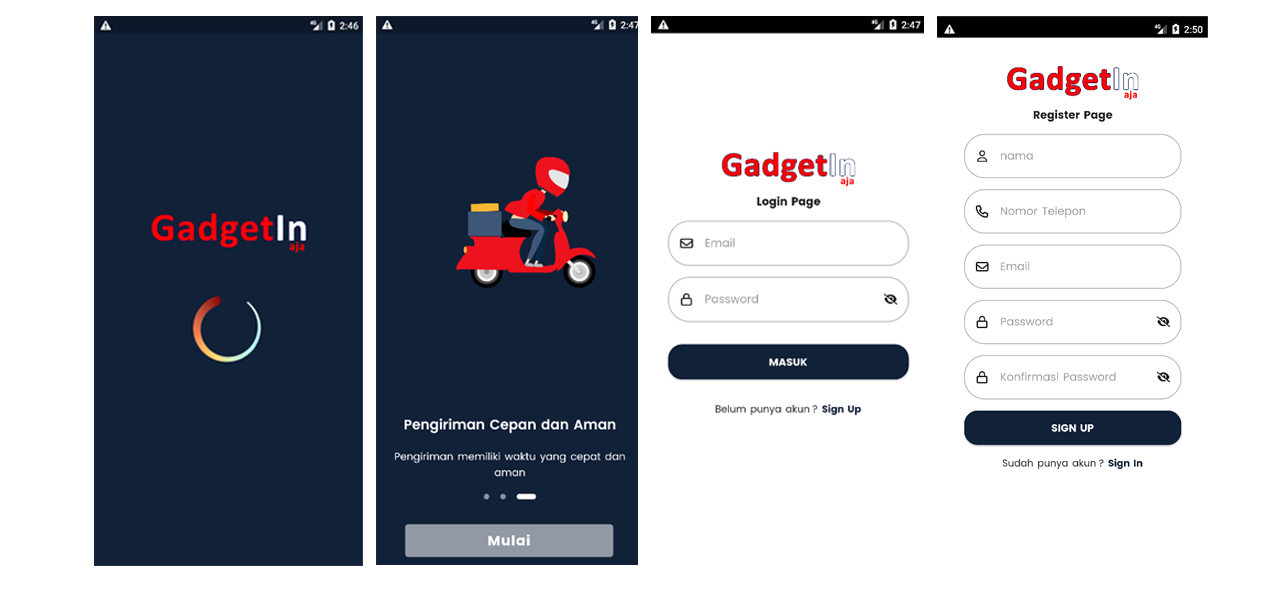 2:46
GadgetIn
aja
2:47
Pengiriman Cepan dan Aman
Pengiriman memiliki waktu yang cepat dan
aman
Mulai
4G
2:47
GadgetIn
aja
Login Page
Email
Password
MASUK
Belum punya akun ? Sign Up
4G
2:50
GadgetIn
aja
Register Page
nama
Nomor Telepon
Email
Password
Konfirmasi Password
SIGN UP
Sudah punya akun ? Sign In